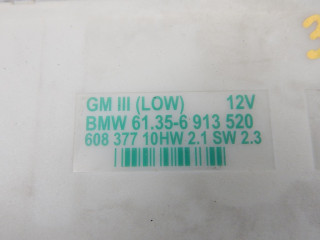 GM III (LOW) 12V
BMW 61.35-6 913 520
608 377 10HW 2.1 SW 2.3